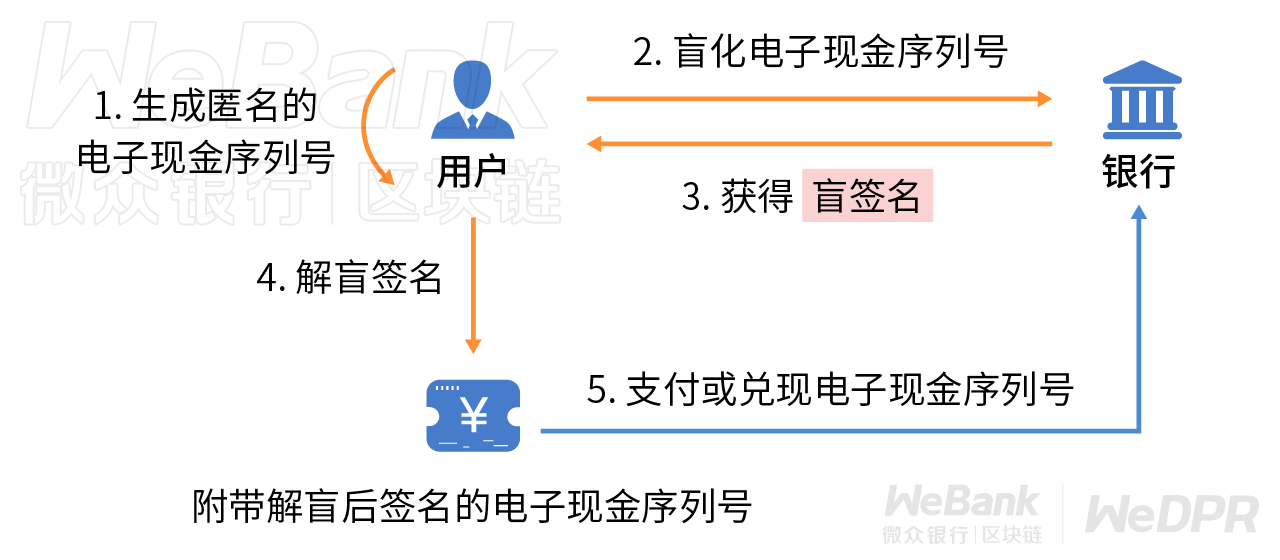 WeBank
微众银行 | 区块链
1. 生成匿名的
电子现金序列号
用户
2. 盲化电子现金序列号
3. 获得 盲签名
银行
4. 解盲签名
¥
5. 支付或兑现电子现金序列号
附带解盲后签名的电子现金序列号
WeBank
微众银行 | 区块链
WeDPR